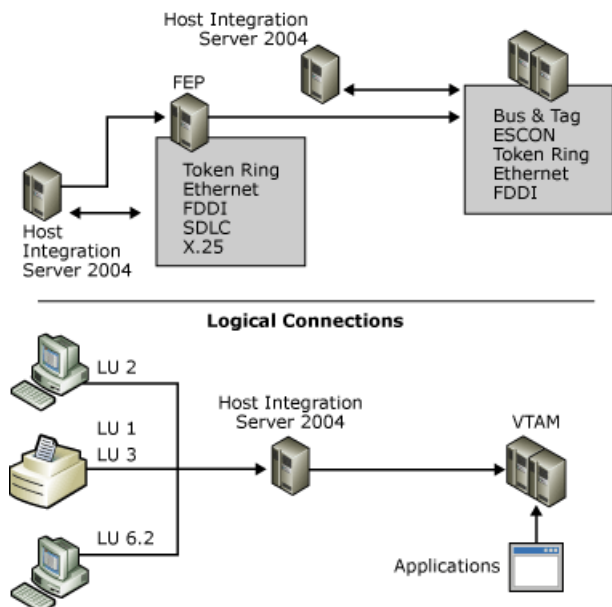 Host Integration
Server 2004
FEP
Bus & Tag
ESCON
Token Ring
Ethernet
FDDI
Token Ring
Ethernet
FDDI
SDLC
X.25
Host
Integration
Server 2004
Logical Connections
LU 2
LU 1
LU 3
LU 6.2
Host Integration
Server 2004
VTAM
Applications